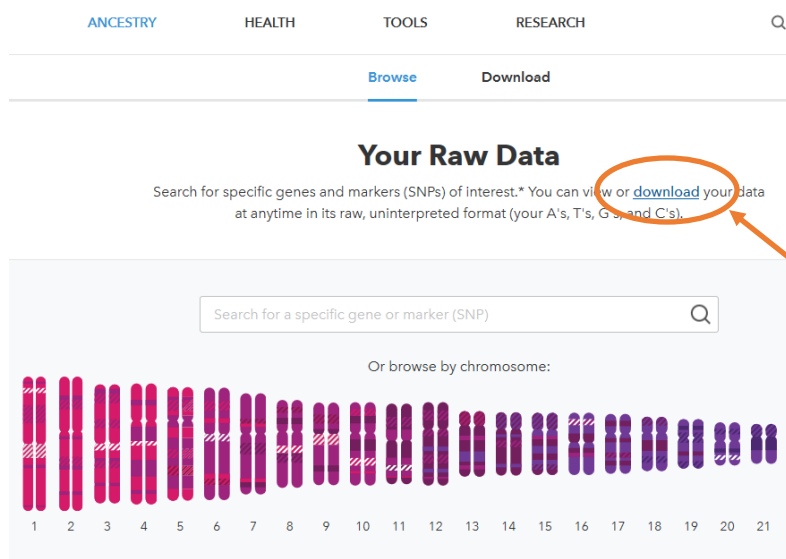 ANCESTRY HEALTH TOOLS RESEARCH
Browse Download
Your Raw Data
Search for specific genes and markers (SNPs) of interest.* You can view or download your data
at anytime in its raw, uninterpreted format (your A's, T's, G's, and C's).
Search for a specific gene or marker (SNP)
Or browse by chromosome:
1 2 3 4 5 6 7 8 9 10 11 12 13 14 15 16 17 18 19 20 21